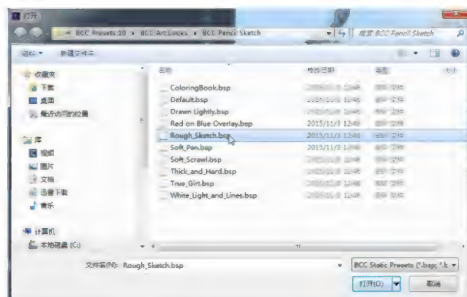 打开
BCC Presets 10 ▸ BCC Art Looks ▸ BCC Pencil Sketch
搜索 BCC Pencil Sketch
组织 ▾ 新建文件夹
名称 修改日期 类型
收藏夹
下载
桌面
最近访问的位置
库
视频
图片
文档
迅雷下载
音乐
计算机
本地磁盘 (C:)
ColoringBook.bsp
Default.bsp
Drawn Lightly.bsp
Red on Blue Overlay.bsp 2015/11/3 12:46
Rough_Sketch.bsp 2015/11/3 12:46
Soft_Pen.bsp 2015/11/3 12:46
Soft_Scrawl.bsp
Thick_and_Hard.bsp
True_Girt.bsp
White_Light_and_Lines.bsp
文件名(N): Rough_Sketch.bsp
BCC Static Presets (*.bsp; *.b
打开(O) 取消